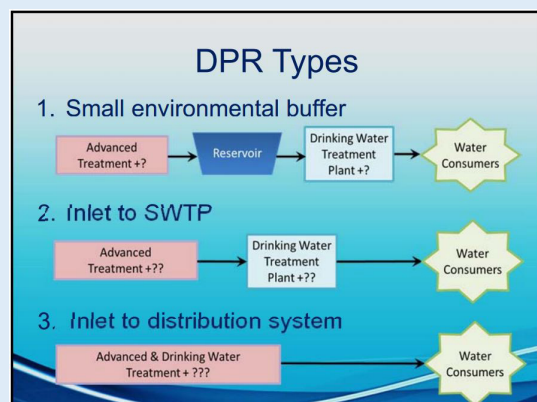 DPR Types
1. Small environmental buffer
Advanced
Treatment +?
Reservoir
Drinking Water
Treatment
Plant +?
Water
Consumers
2. Inlet to SWTP
Advanced
Treatment +??
Drinking Water
Treatment
Plant +??
Water
Consumers
3. Inlet to distribution system
Advanced & Drinking Water
Treatment + ???
Water
Consumers